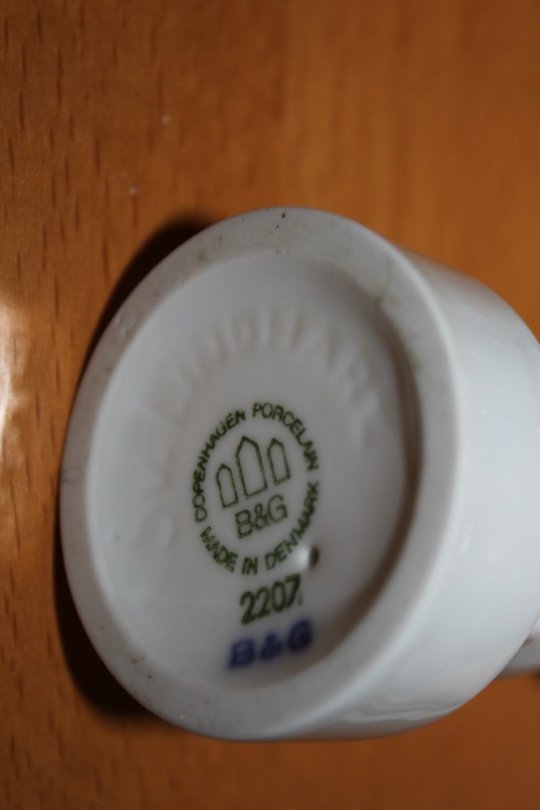 COPENHAGEN PORCELAIN
B&G
MADE IN DENMARK
2207
B&G